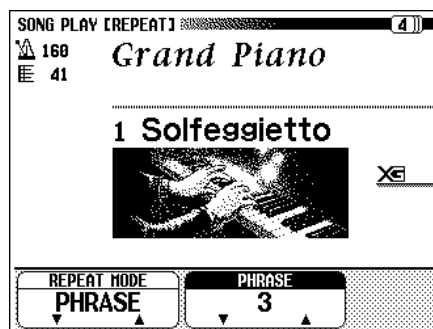 SONG PLAY [REPEAT]
4
160
41
Grand Piano
1 Solfeggietto
XG
REPEAT MODE
PHRASE
PHRASE
3